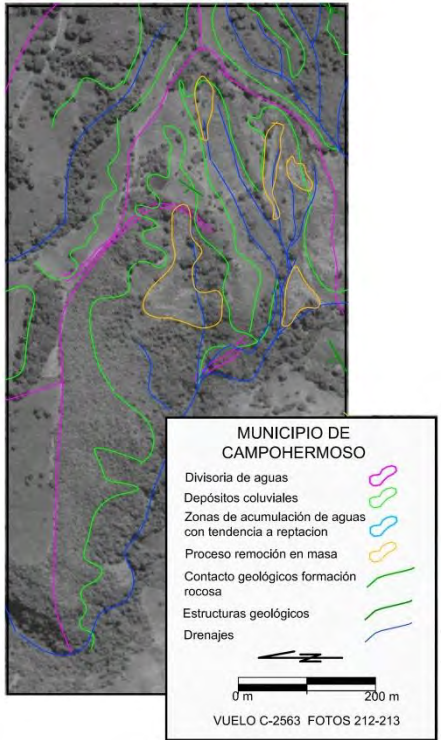 MUNICIPIO DE
CAMPOHERMOSO
Divisoria de aguas
Depósitos coluviales
Zonas de acumulación de aguas
con tendencia a reptacion
Proceso remoción en masa
Contacto geológicos formación
rocosa
Estructuras geológicos
Drenajes
N
0 m
200 m
VUELO C-2563 FOTOS 212-213